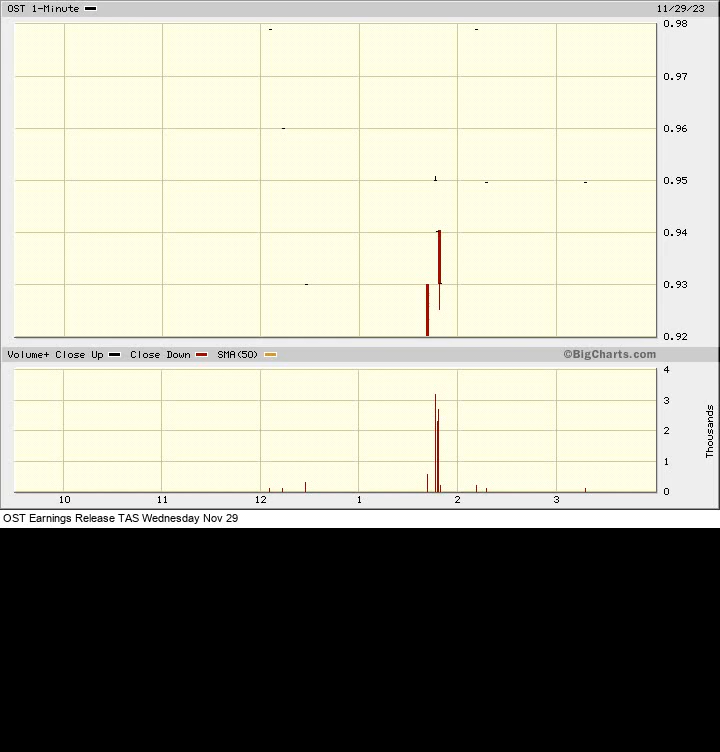 OST 1-Minute 11/29/23
0.98
0.97
0.96
0.95
0.94
0.93
0.92
Volume+ Close Up Close Down SMA(50) ©BigCharts.com
4
3
2
1
0
Thousands
10 11 12 1 2 3
OST Earnings Release TAS Wednesday Nov 29